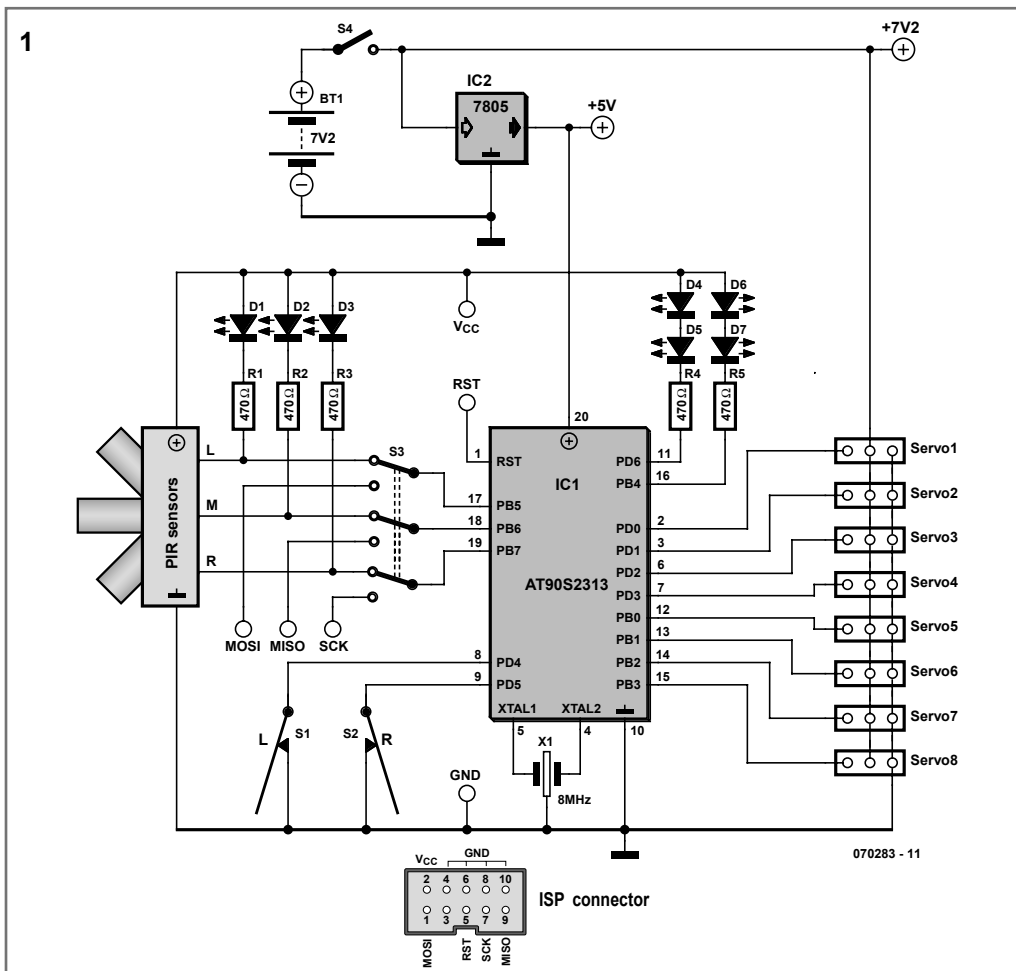 1
S4
+7V2
IC2
7805
+5V
BT1
7V2
D1 D2 D3
VCC
D4 D6
D5 D7
R1 R2 R3
470Ω 470Ω 470Ω
RST
R4 R5
470Ω 470Ω
20
L
S3
1 RST
PD6 11
IC1
PB4 16
17 PB5
M
18 PB6
19 PB7
R
PIR sensors
AT90S2313
PD0 2
PD1 3
PD2 6
PD3 7
PB0 12
PB1 13
PB2 14
PB3 15
Servo1
Servo2
Servo3
Servo4
Servo5
Servo6
Servo7
Servo8
MOSI MISO SCK
8 PD4
9 PD5
XTAL1 XTAL2
5 4 10
L S1 S2 R
X1
8MHz
GND
070283 - 11
VCC GND
2 4 6 8 10
1 3 5 7 9
MOSI RST SCK MISO
ISP connector